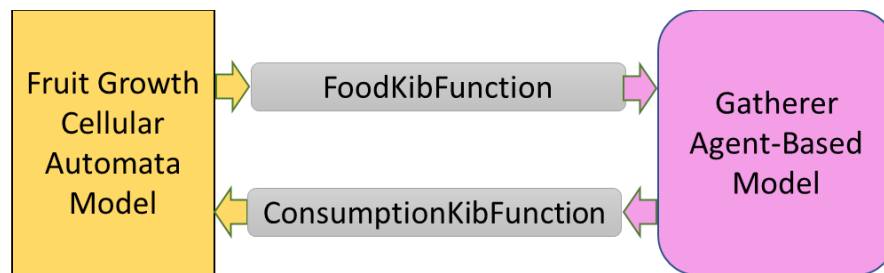 Fruit Growth
Cellular
Automata
Model
FoodKibFunction
ConsumptionKibFunction
Gatherer
Agent-Based
Model